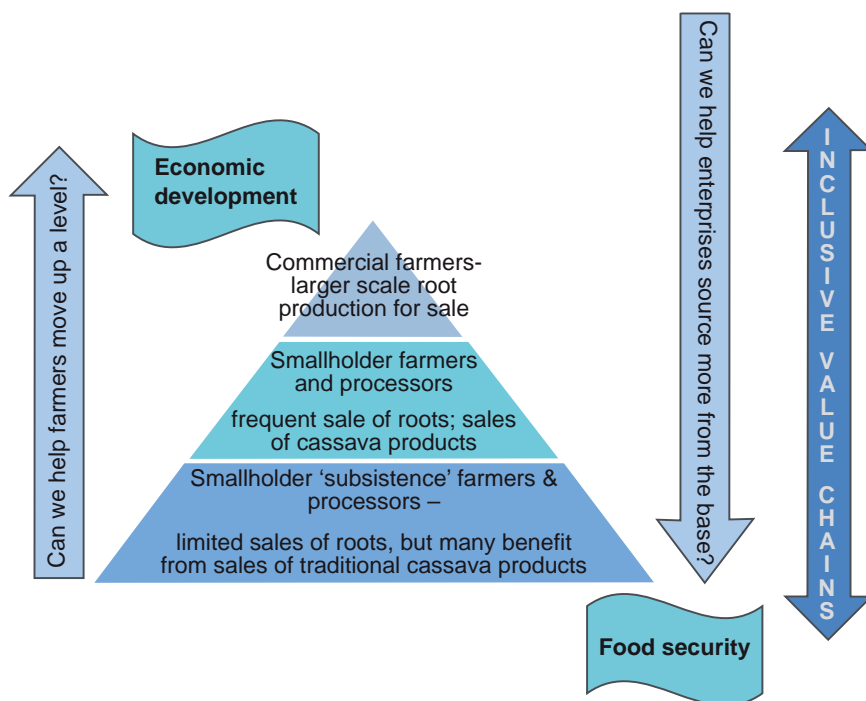 Can we help farmers move up a level?
Economic
development
Commercial farmers-
larger scale root
production for sale
Smallholder farmers
and processors
frequent sale of roots; sales
of cassava products
Smallholder ‘subsistence’ farmers &
processors –
limited sales of roots, but many benefit
from sales of traditional cassava products
Can we help enterprises source more from the base?
INCLUSIVE VALUE CHAINS
Food security